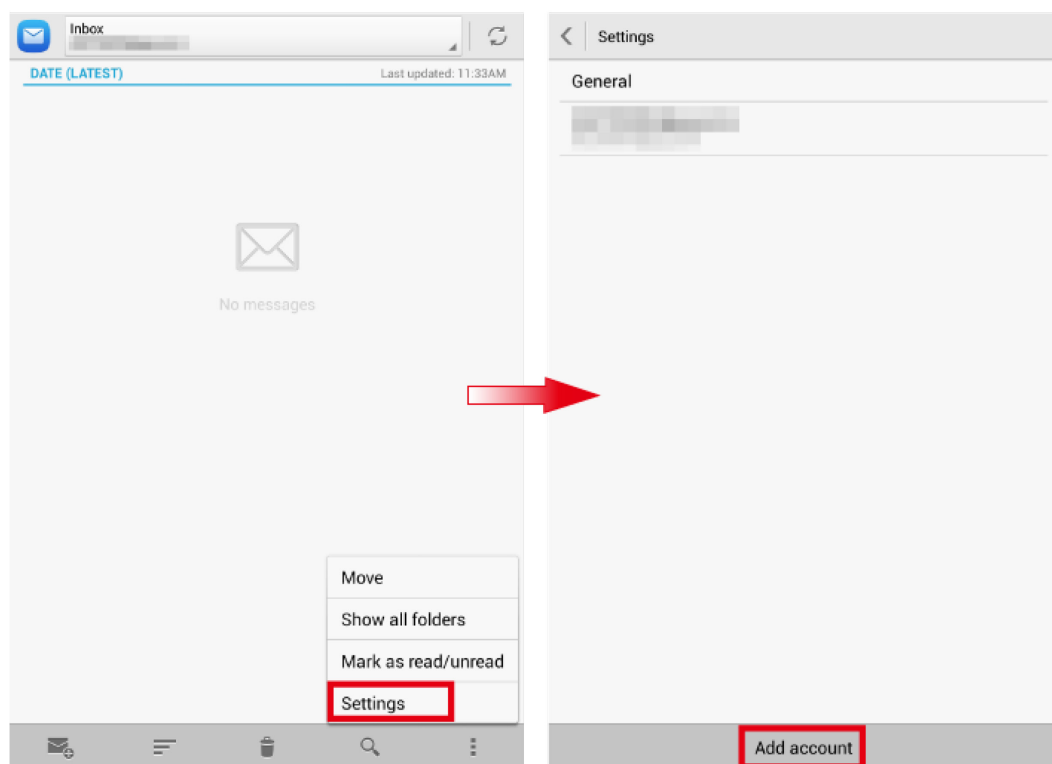 Inbox
DATE (LATEST)
Last updated: 11:33AM
No messages
Move
Show all folders
Mark as read/unread
Settings
Settings
General
Add account